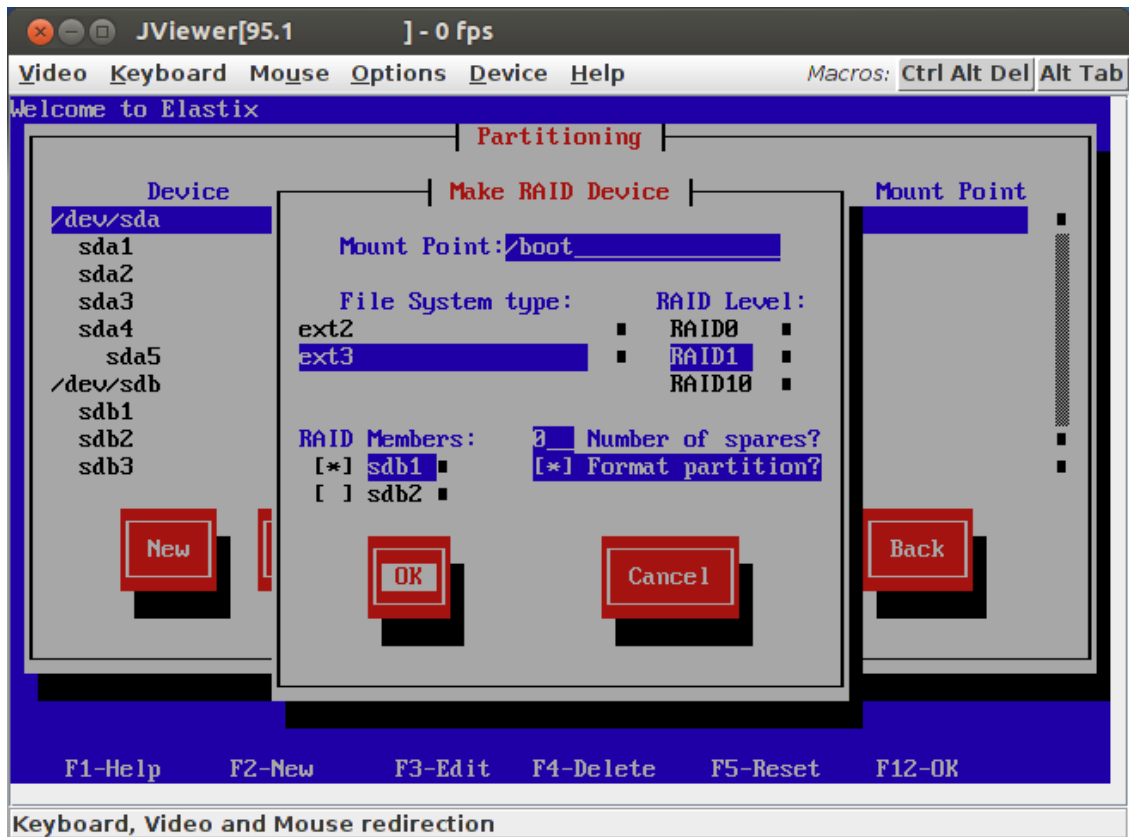 JViewer[95.1 ] - 0 fps
Video Keyboard Mouse Options Device Help Macros: Ctrl Alt Del Alt Tab
Welcome to Elastix
Partitioning
Device Make RAID Device Mount Point
/dev/sda
sda1 Mount Point:/boot
sda2
sda3 File System type: RAID Level:
sda4 ext2 RAID0
sda5 ext3 RAID1
/dev/sdb RAID10
sdb1
sdb2 RAID Members: 0 Number of spares?
sdb3 [*] sdb1 [*] Format partition?
[ ] sdb2
New OK Cancel Back
F1-Help F2-New F3-Edit F4-Delete F5-Reset F12-OK
Keyboard, Video and Mouse redirection